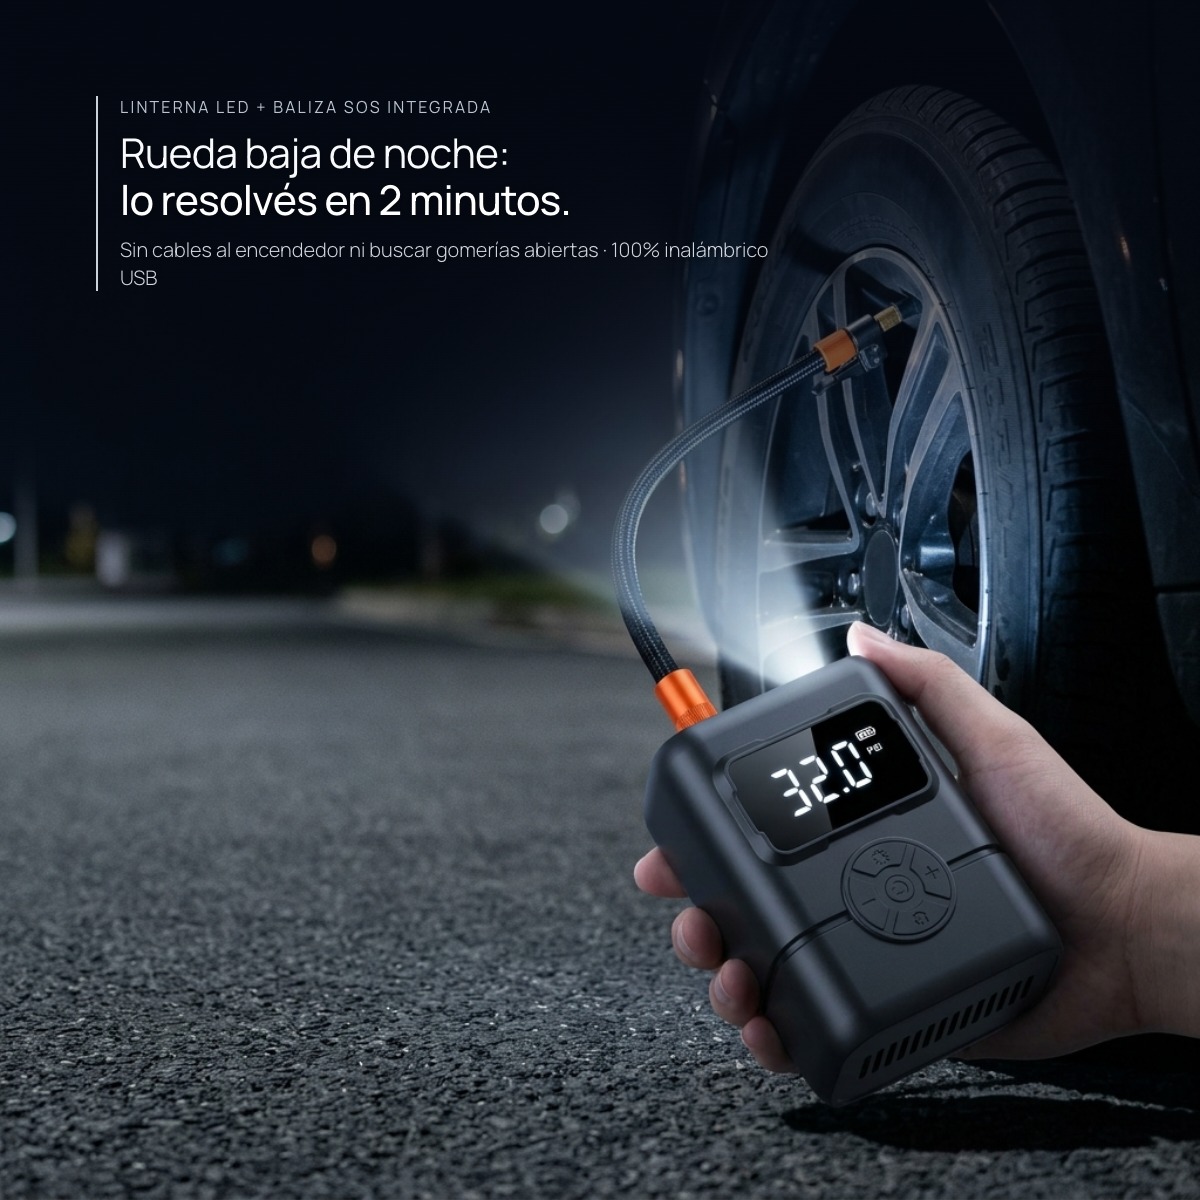 LINTERNA LED + BALIZA SOS INTEGRADA
Rueda baja de noche:
lo resolvés en 2 minutos.
Sin cables al encendedor ni buscar gomerías abiertas · 100% inalámbrico
USB
32.0
PSI